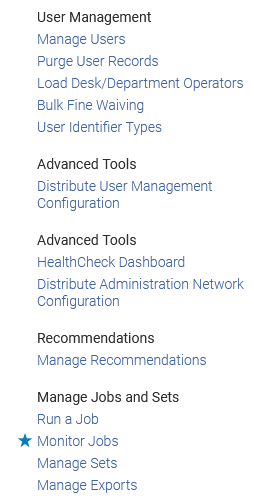 User Management
Manage Users
Purge User Records
Load Desk/Department Operators
Bulk Fine Waiving
User Identifier Types
Advanced Tools
Distribute User Management
Configuration
Advanced Tools
HealthCheck Dashboard
Distribute Administration Network
Configuration
Recommendations
Manage Recommendations
Manage Jobs and Sets
Run a Job
Monitor Jobs
Manage Sets
Manage Exports